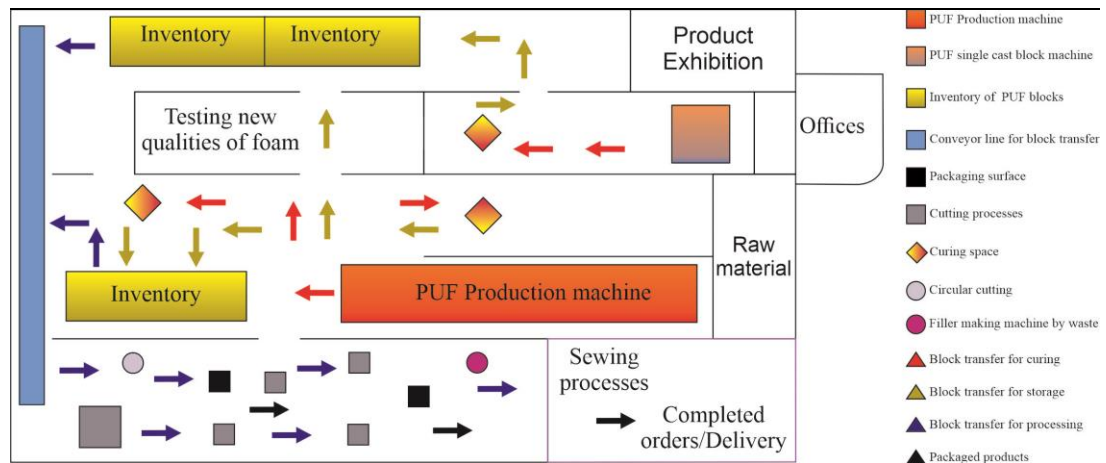 Inventory
Inventory
Product
Exhibition
Testing new
qualities of foam
Offices
Raw
material
Inventory
PUF Production machine
Sewing
processes
Completed
orders/Delivery
PUF Production machine
PUF single cast block machine
Inventory of PUF blocks
Conveyor line for block transfer
Packaging surface
Cutting processes
Curing space
Circular cutting
Filler making machine by waste
Block transfer for curing
Block transfer for storage
Block transfer for processing
Packaged products